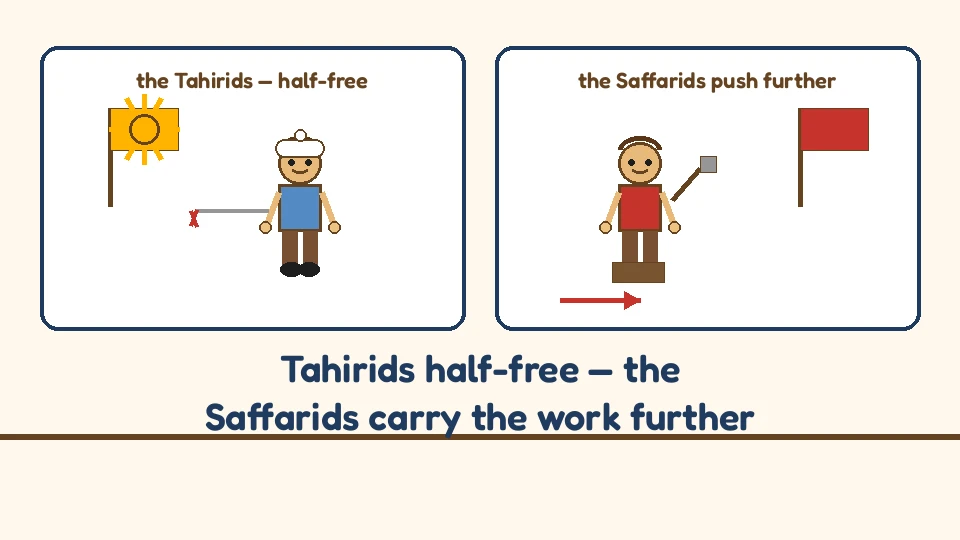 the Tahirids — half-free
the Saffarids push further
Tahirids half-free — the
Saffarids carry the work further